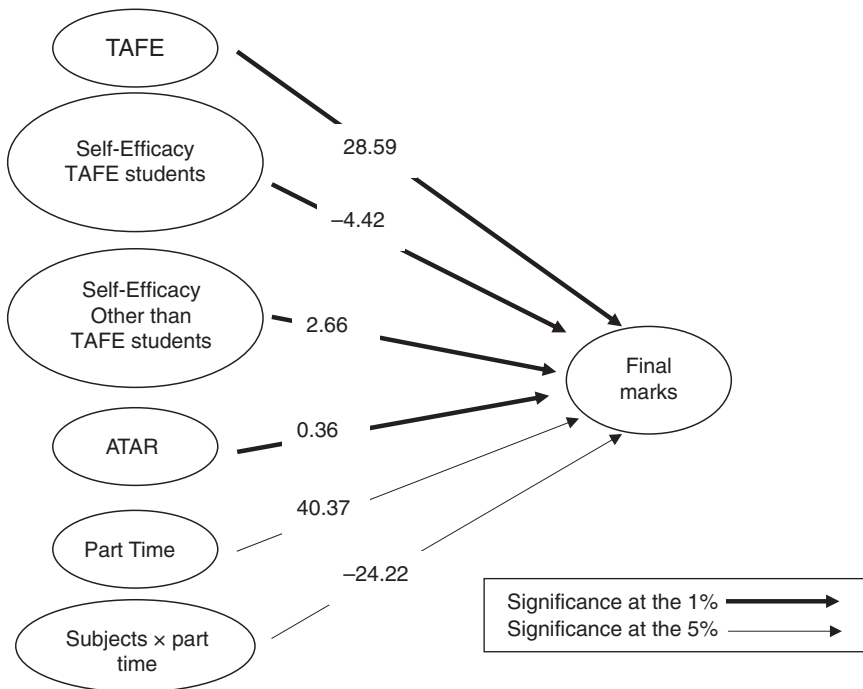 TAFE
28.59
Self-Efficacy
TAFE students
–4.42
Self-Efficacy
Other than
TAFE students
2.66
Final
marks
ATAR
0.36
Part Time
40.37
Subjects × part
time
–24.22
Significance at the 1%
Significance at the 5%